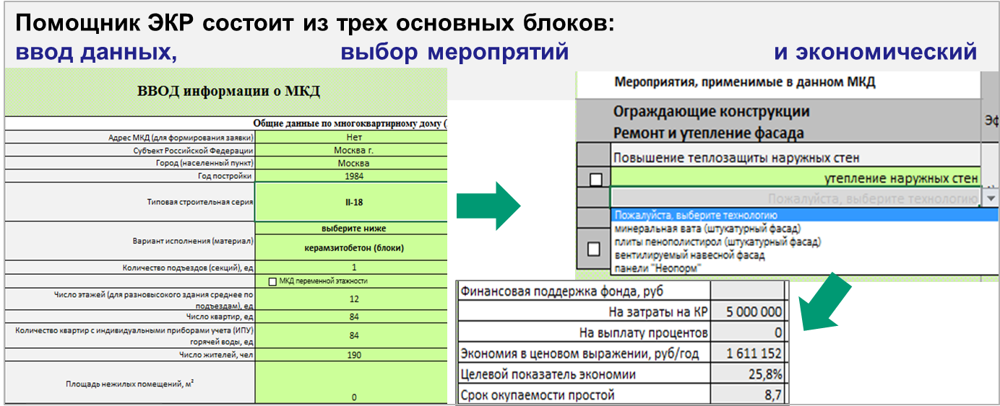 Помощник ЭКР состоит из трех основных блоков:
ввод данных, выбор меропрятий и экономический
ВВОД информации о МКД
Общие данные по многоквартирному дому (
Адрес МКД (для формирования заявки) Нет
Субъект Российской Федерации Москва г.
Город (населенный пункт) Москва
Год постройки 1984
Типовая строительная серия II-18
выберите ниже
Вариант исполнения (материал)
керамзитобетон (блоки)
Количество подъездов (секций), ед 1
МКД переменной этажности
Число этажей (для разновысокого здания среднее по
подъездам), ед 12
Число квартир, ед 84
Количество квартир с индивидуальными приборами учета (ИПУ)
горячей воды, ед 84
Число жителей, чел 190
Площадь нежилых помещений, м²
0
Мероприятия, применимые в данном МКД
Ограждающие конструкции
Эф
Ремонт и утепление фасада
Повышение теплозащиты наружных стен
утепление наружных стен
Пожалуйста, выберите технологию
Пожалуйста, выберите технологию
минеральная вата (штукатурный фасад)
плиты пенополистирол (штукатурный фасад)
вентилируемый навесной фасад
панели "Неопорм"
Финансовая поддержка фонда, руб
На затраты на КР 5 000 000
На выплату процентов 0
Экономия в ценовом выражении, руб/год 1 611 152
Целевой показатель экономии 25,8%
Срок окупаемости простой 8,7